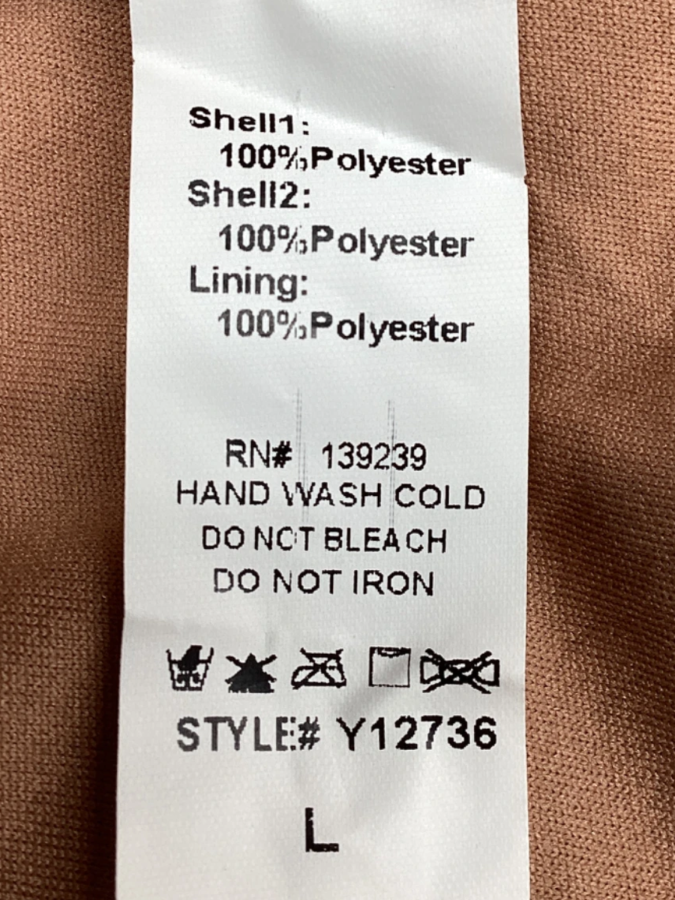 Shell1:
100%Polyester
Shell2:
100%Polyester
Lining:
100%Polyester
RN# 139239
HAND WASH COLD
DO NOT BLEACH
DO NOT IRON
STYLE# Y12736
L